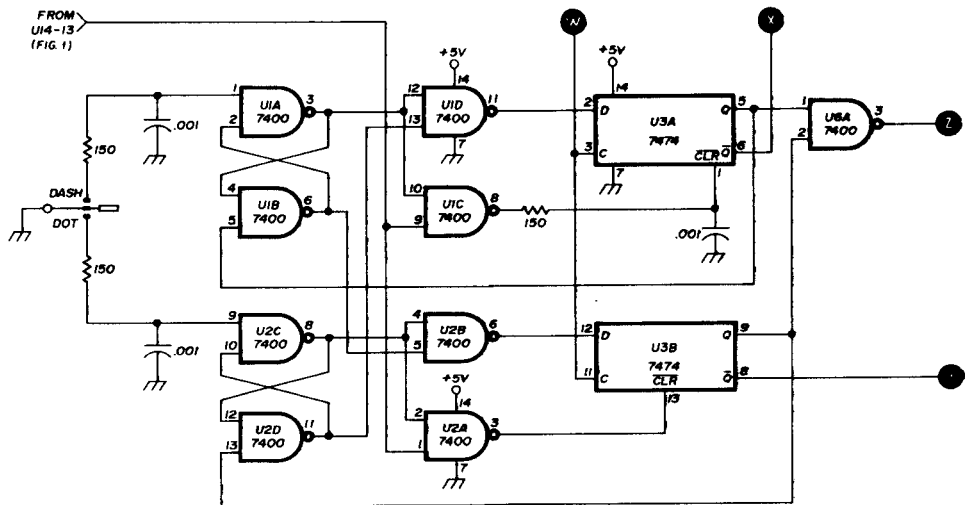 FROM
U14-13
(FIG. 1)
W
X
+5V
14
+5V
14
1
U1A
7400
3
2
12
U1D
7400
11
13
7
2
D
U3A
7474
Q
5
3
C
CLR
Q
6
7
1
1
U6A
7400
3
2
Z
.001
150
DASH
DOT
150
4
U1B
7400
6
5
10
U1C
7400
8
9
150
.001
9
U2C
7400
8
10
.001
4
U2B
7400
6
5
12
D
U3B
7474
Q
9
11
C
CLR
Q
8
13
+5V
14
12
U2D
7400
11
13
2
U2A
7400
3
1
7